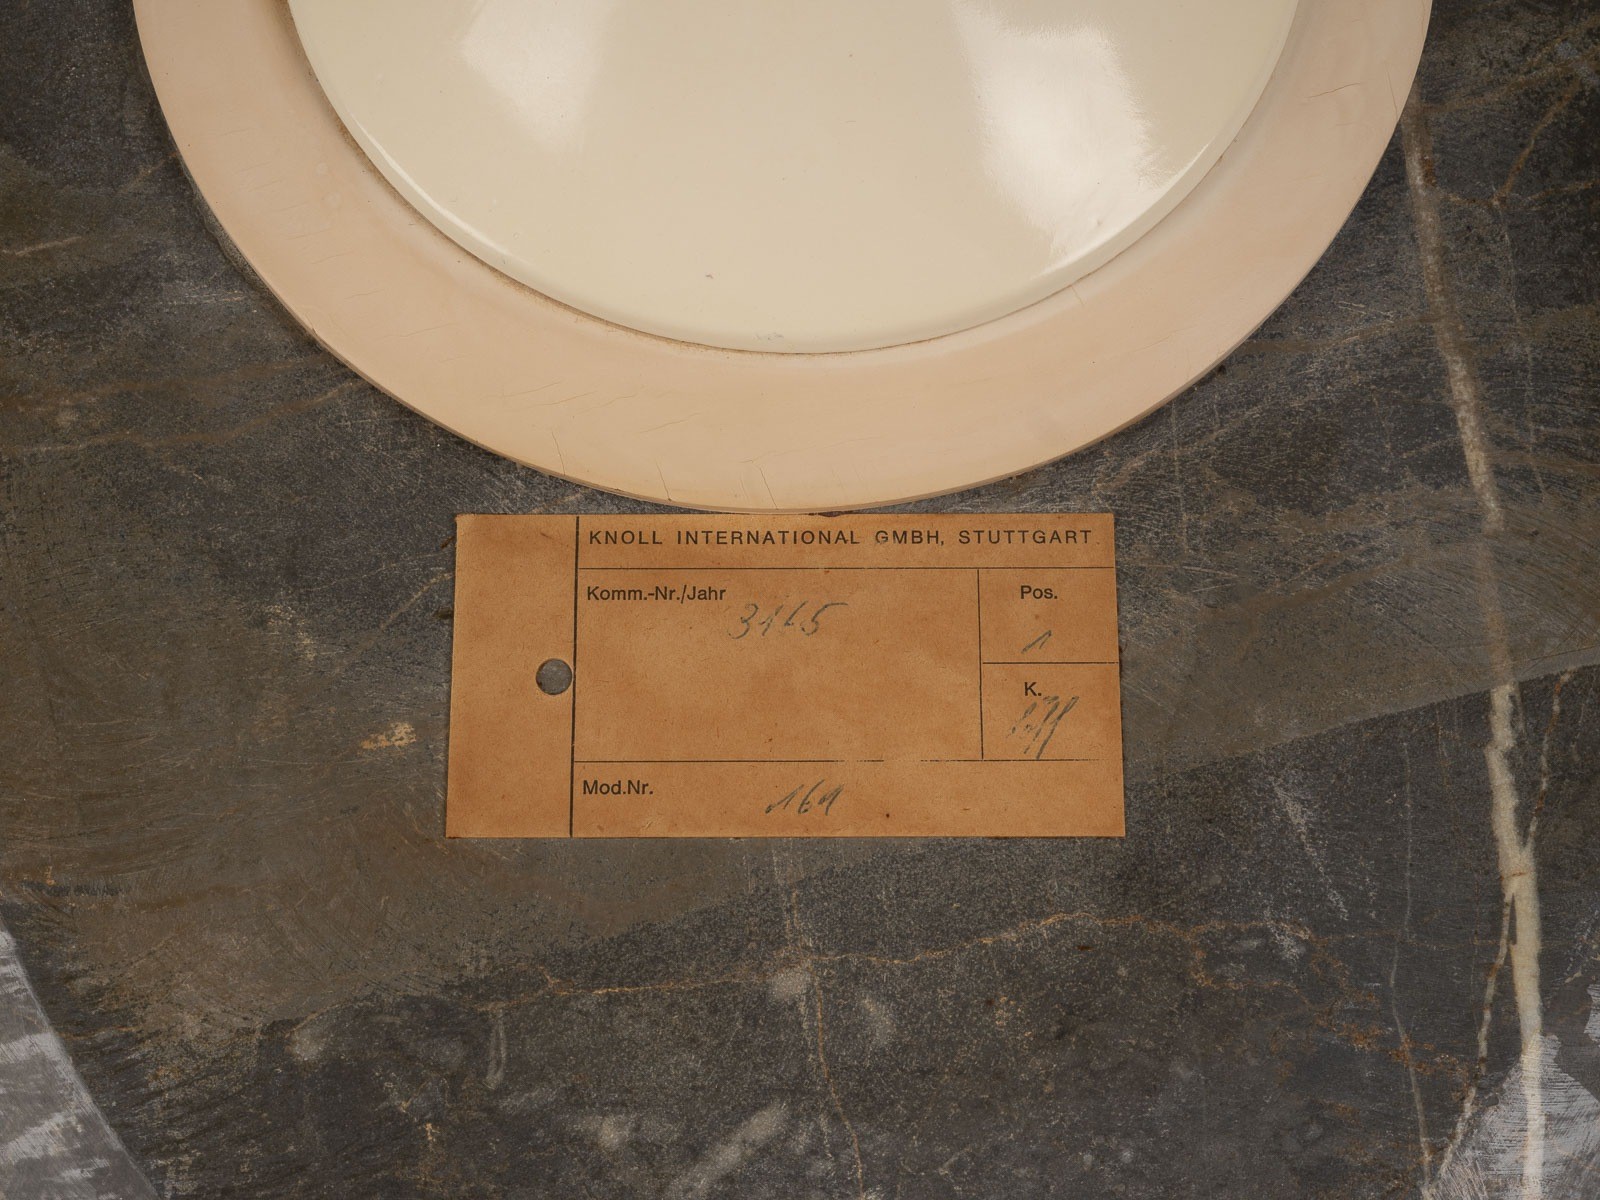 KNOLL INTERNATIONAL GMBH, STUTTGART
Komm.-Nr./Jahr
Pos.
1
K.
Mod.Nr.